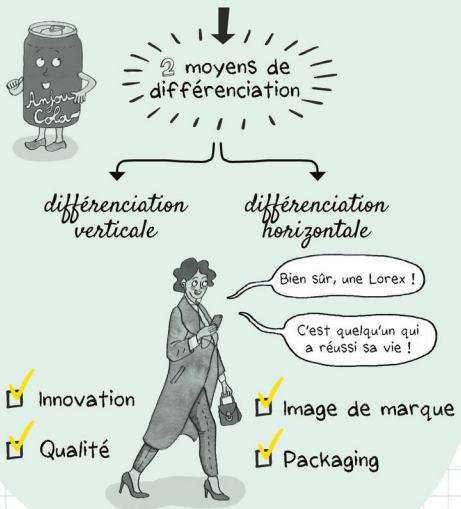 2 moyens de
différenciation
Anjou
Cola
différenciation
verticale
différenciation
horizontale
Bien sûr, une Lorex !
C'est quelqu'un qui
a réussi sa vie !
Innovation
Qualité
Image de marque
Packaging